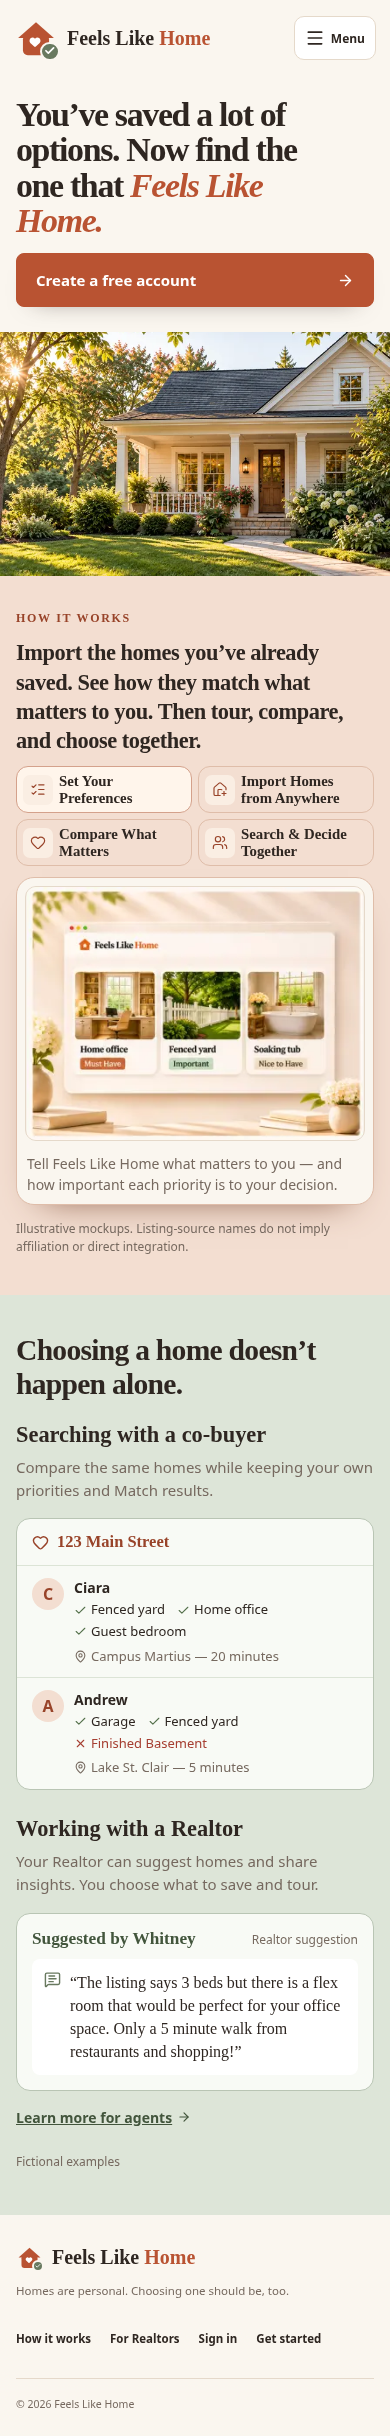 Feels Like Home
Menu
You’ve saved a lot of
options. Now find the
one that Feels Like
Home.
Create a free account
HOW IT WORKS
Import the homes you’ve already
saved. See how they match what
matters to you. Then tour, compare,
and choose together.
Set Your
Preferences
Import Homes
from Anywhere
Compare What
Matters
Search & Decide
Together
Feels Like Home
Home office
Must Have
Fenced yard
Important
Soaking tub
Nice to Have
Tell Feels Like Home what matters to you — and
how important each priority is to your decision.
Illustrative mockups. Listing-source names do not imply
affiliation or direct integration.
Choosing a home doesn’t
happen alone.
Searching with a co-buyer
Compare the same homes while keeping your own
priorities and Match results.
123 Main Street
C
Ciara
Fenced yard Home office
Guest bedroom
Campus Martius — 20 minutes
A
Andrew
Garage Fenced yard
Finished Basement
Lake St. Clair — 5 minutes
Working with a Realtor
Your Realtor can suggest homes and share
insights. You choose what to save and tour.
Suggested by Whitney Realtor suggestion
“The listing says 3 beds but there is a flex
room that would be perfect for your office
space. Only a 5 minute walk from
restaurants and shopping!”
Learn more for agents
Fictional examples
Feels Like Home
Homes are personal. Choosing one should be, too.
How it works For Realtors Sign in Get started
© 2026 Feels Like Home